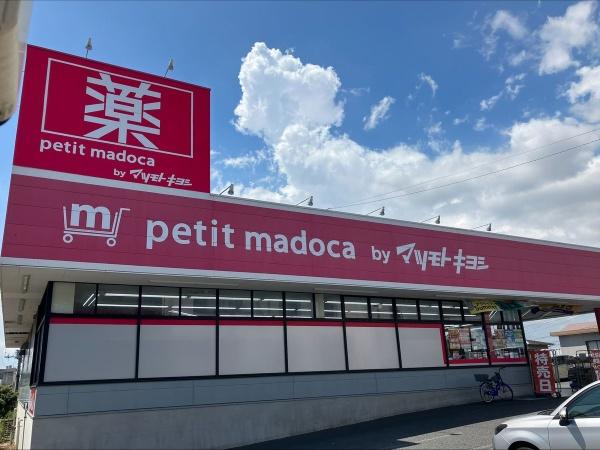 薬
petit madoca
by マツモトキヨシ
m petit madoca by マツモトキヨシ
特売日